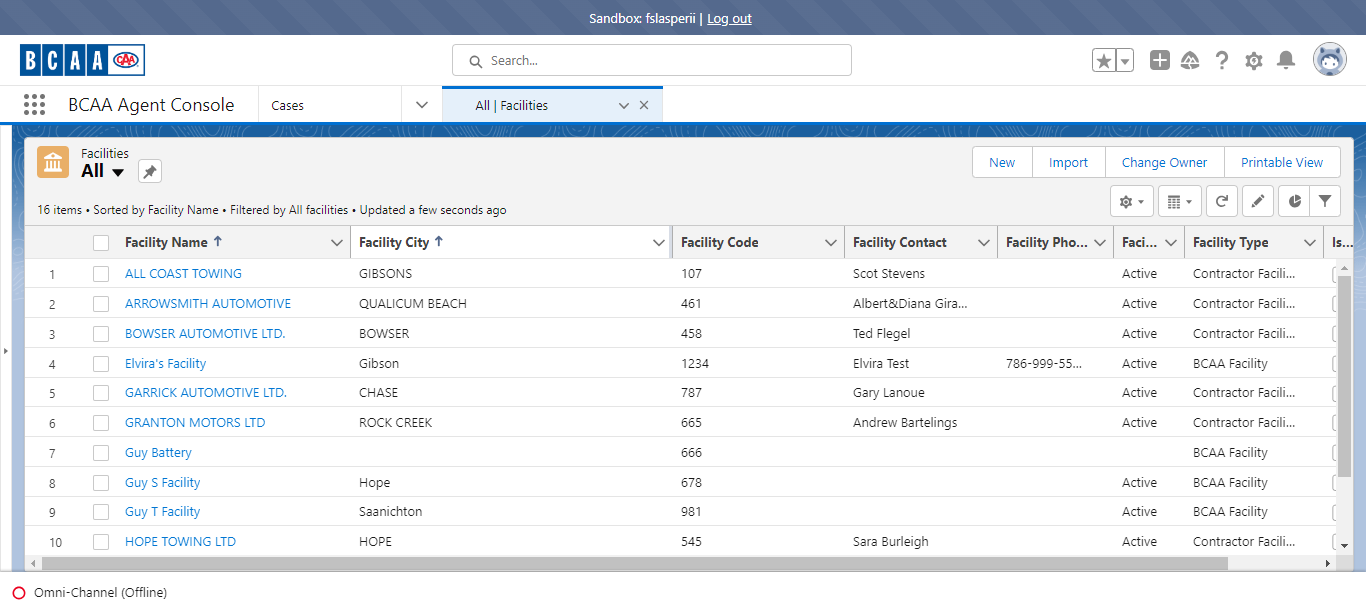 Sandbox: fslasperii | Log out
BCAA CAA Search...
BCAA Agent Console Cases All | Facilities
Facilities
All
New Import Change Owner Printable View
16 items • Sorted by Facility Name • Filtered by All facilities • Updated a few seconds ago
Facility Name Facility City Facility Code Facility Contact Facility Pho... Faci... Facility Type Is...
1 ALL COAST TOWING GIBSONS 107 Scot Stevens Active Contractor Facili...
2 ARROWSMITH AUTOMOTIVE QUALICUM BEACH 461 Albert&Diana Gira... Active Contractor Facili...
3 BOWSER AUTOMOTIVE LTD. BOWSER 458 Ted Flegel Active Contractor Facili...
4 Elvira's Facility Gibson 1234 Elvira Test 786-999-55... Active BCAA Facility
5 GARRICK AUTOMOTIVE LTD. CHASE 787 Gary Lanoue Active Contractor Facili...
6 GRANTON MOTORS LTD ROCK CREEK 665 Andrew Bartelings Active Contractor Facili...
7 Guy Battery 666 BCAA Facility
8 Guy S Facility Hope 678 Active BCAA Facility
9 Guy T Facility Saanichton 981 Active BCAA Facility
10 HOPE TOWING LTD HOPE 545 Sara Burleigh Active Contractor Facili...
Omni-Channel (Offline)